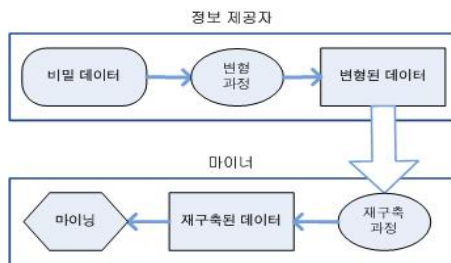 정보 제공자
비밀 데이터
변형
과정
변형된 데이터
마이너
마이닝
재구축된 데이터
재구축
과정